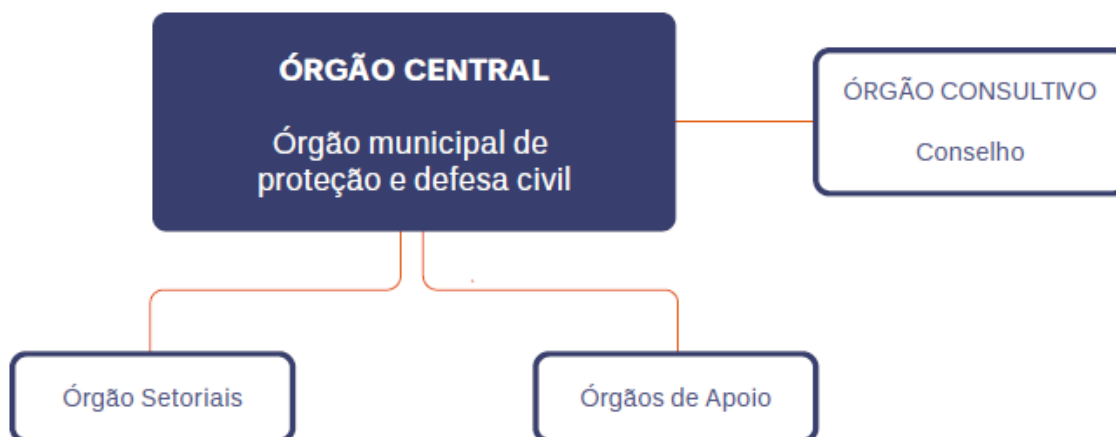 ÓRGÃO CENTRAL
Órgão municipal de
proteção e defesa civil
ÓRGÃO CONSULTIVO
Conselho
Órgão Setoriais
Órgãos de Apoio